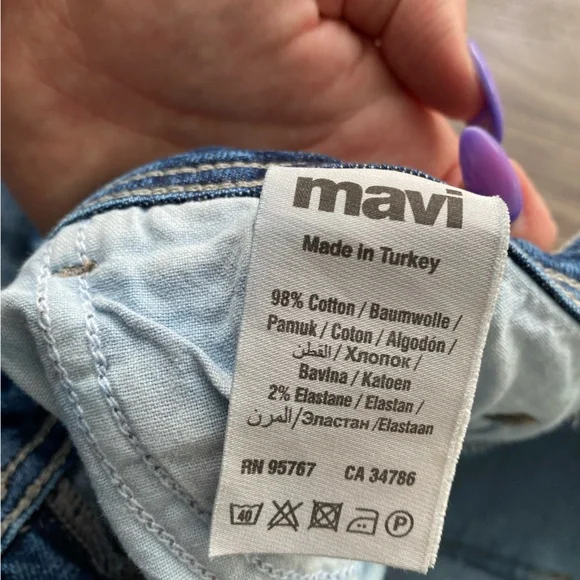 mavi
Made in Turkey
98% Cotton / Baumwolle /
Pamuk / Coton / Algodón /
القطن / Хлопок /
Bavlna / Katoen
2% Elastane / Elastan /
المرن/Эластан /Elastaan
RN 95767 CA 34786
40 P